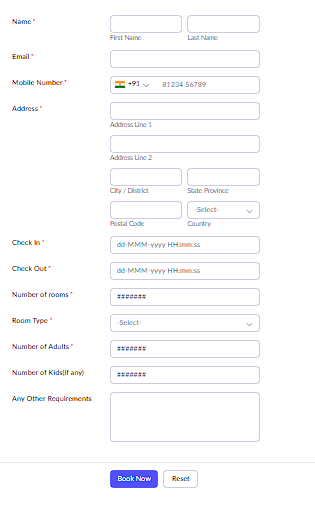 Name *
First Name Last Name
Email *
Mobile Number * +91 81234 56789
Address *
Address Line 1
Address Line 2
City / District State Province
-Select-
Postal Code Country
Check In * dd-MMM-yyyy HH:mm:ss
Check Out * dd-MMM-yyyy HH:mm:ss
Number of rooms * #######
Room Type * -Select-
Number of Adults * #######
Number of Kids(if any) #######
Any Other Requirements
Book Now Reset